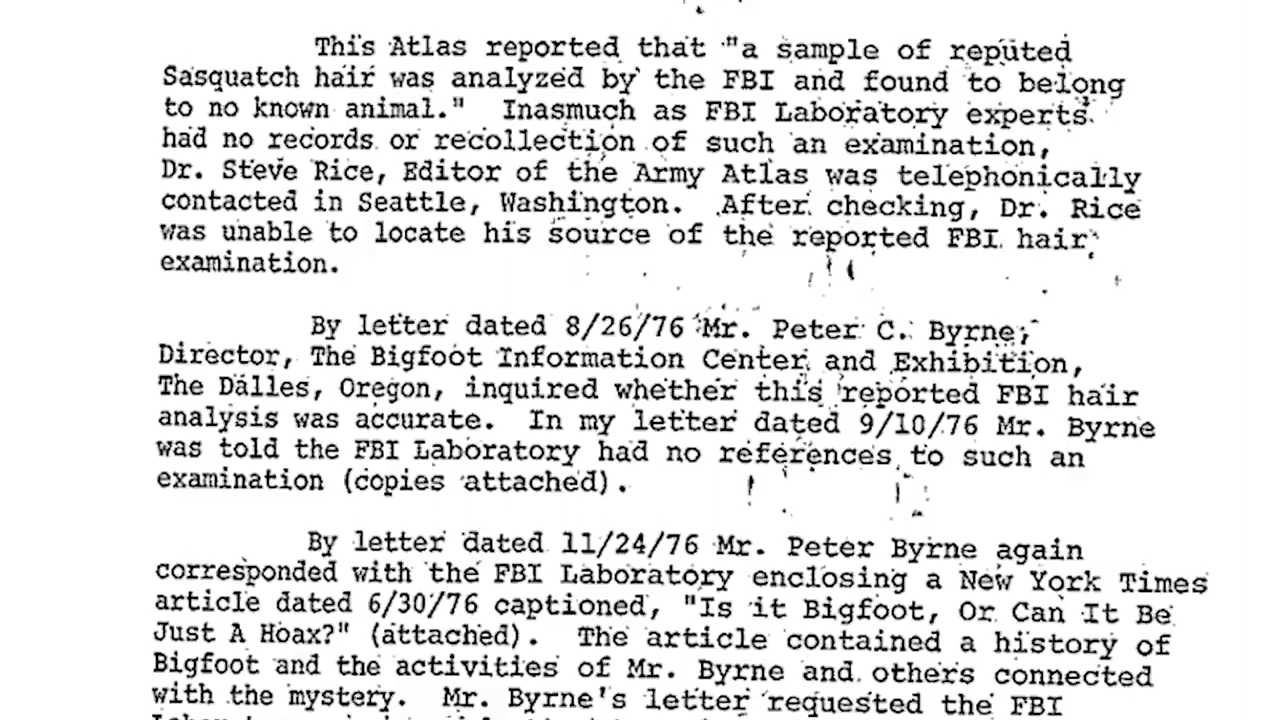 This Atlas reported that "a sample of reputed
Sasquatch hair was analyzed by the FBI and found to belong
to no known animal."  Inasmuch as FBI Laboratory experts
had no records or recollection of such an examination,
Dr. Steve Rice, Editor of the Army Atlas was telephonically
contacted in Seattle, Washington.  After checking, Dr. Rice
was unable to locate his source of the reported FBI hair
examination.
By letter dated 8/26/76 Mr. Peter C. Byrne,
Director, The Bigfoot Information Center and Exhibition,
The Dalles, Oregon, inquired whether this reported FBI hair
analysis was accurate.  In my letter dated 9/10/76 Mr. Byrne
was told the FBI Laboratory had no references to such an
examination (copies attached).
By letter dated 11/24/76 Mr. Peter Byrne again
corresponded with the FBI Laboratory enclosing a New York Times
article dated 6/30/76 captioned, "Is it Bigfoot, Or Can It Be
Just A Hoax?" (attached).  The article contained a history of
Bigfoot and the activities of Mr. Byrne and others connected
with the mystery.  Mr. Byrne's letter requested the FBI